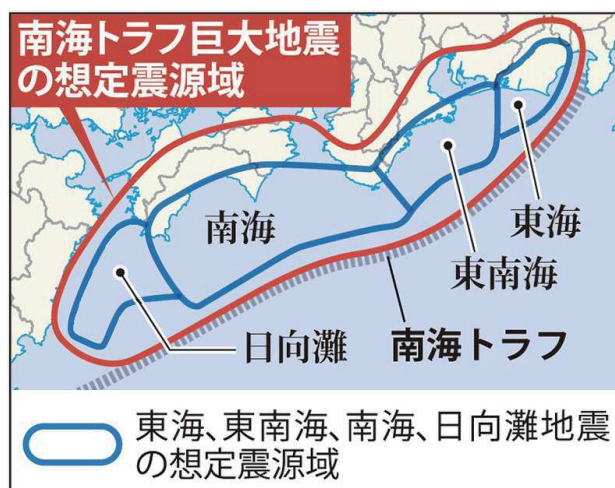 南海トラフ巨大地震
の想定震源域
南海
東海
東南海
日向灘
南海トラフ
東海、東南海、南海、日向灘地震
の想定震源域